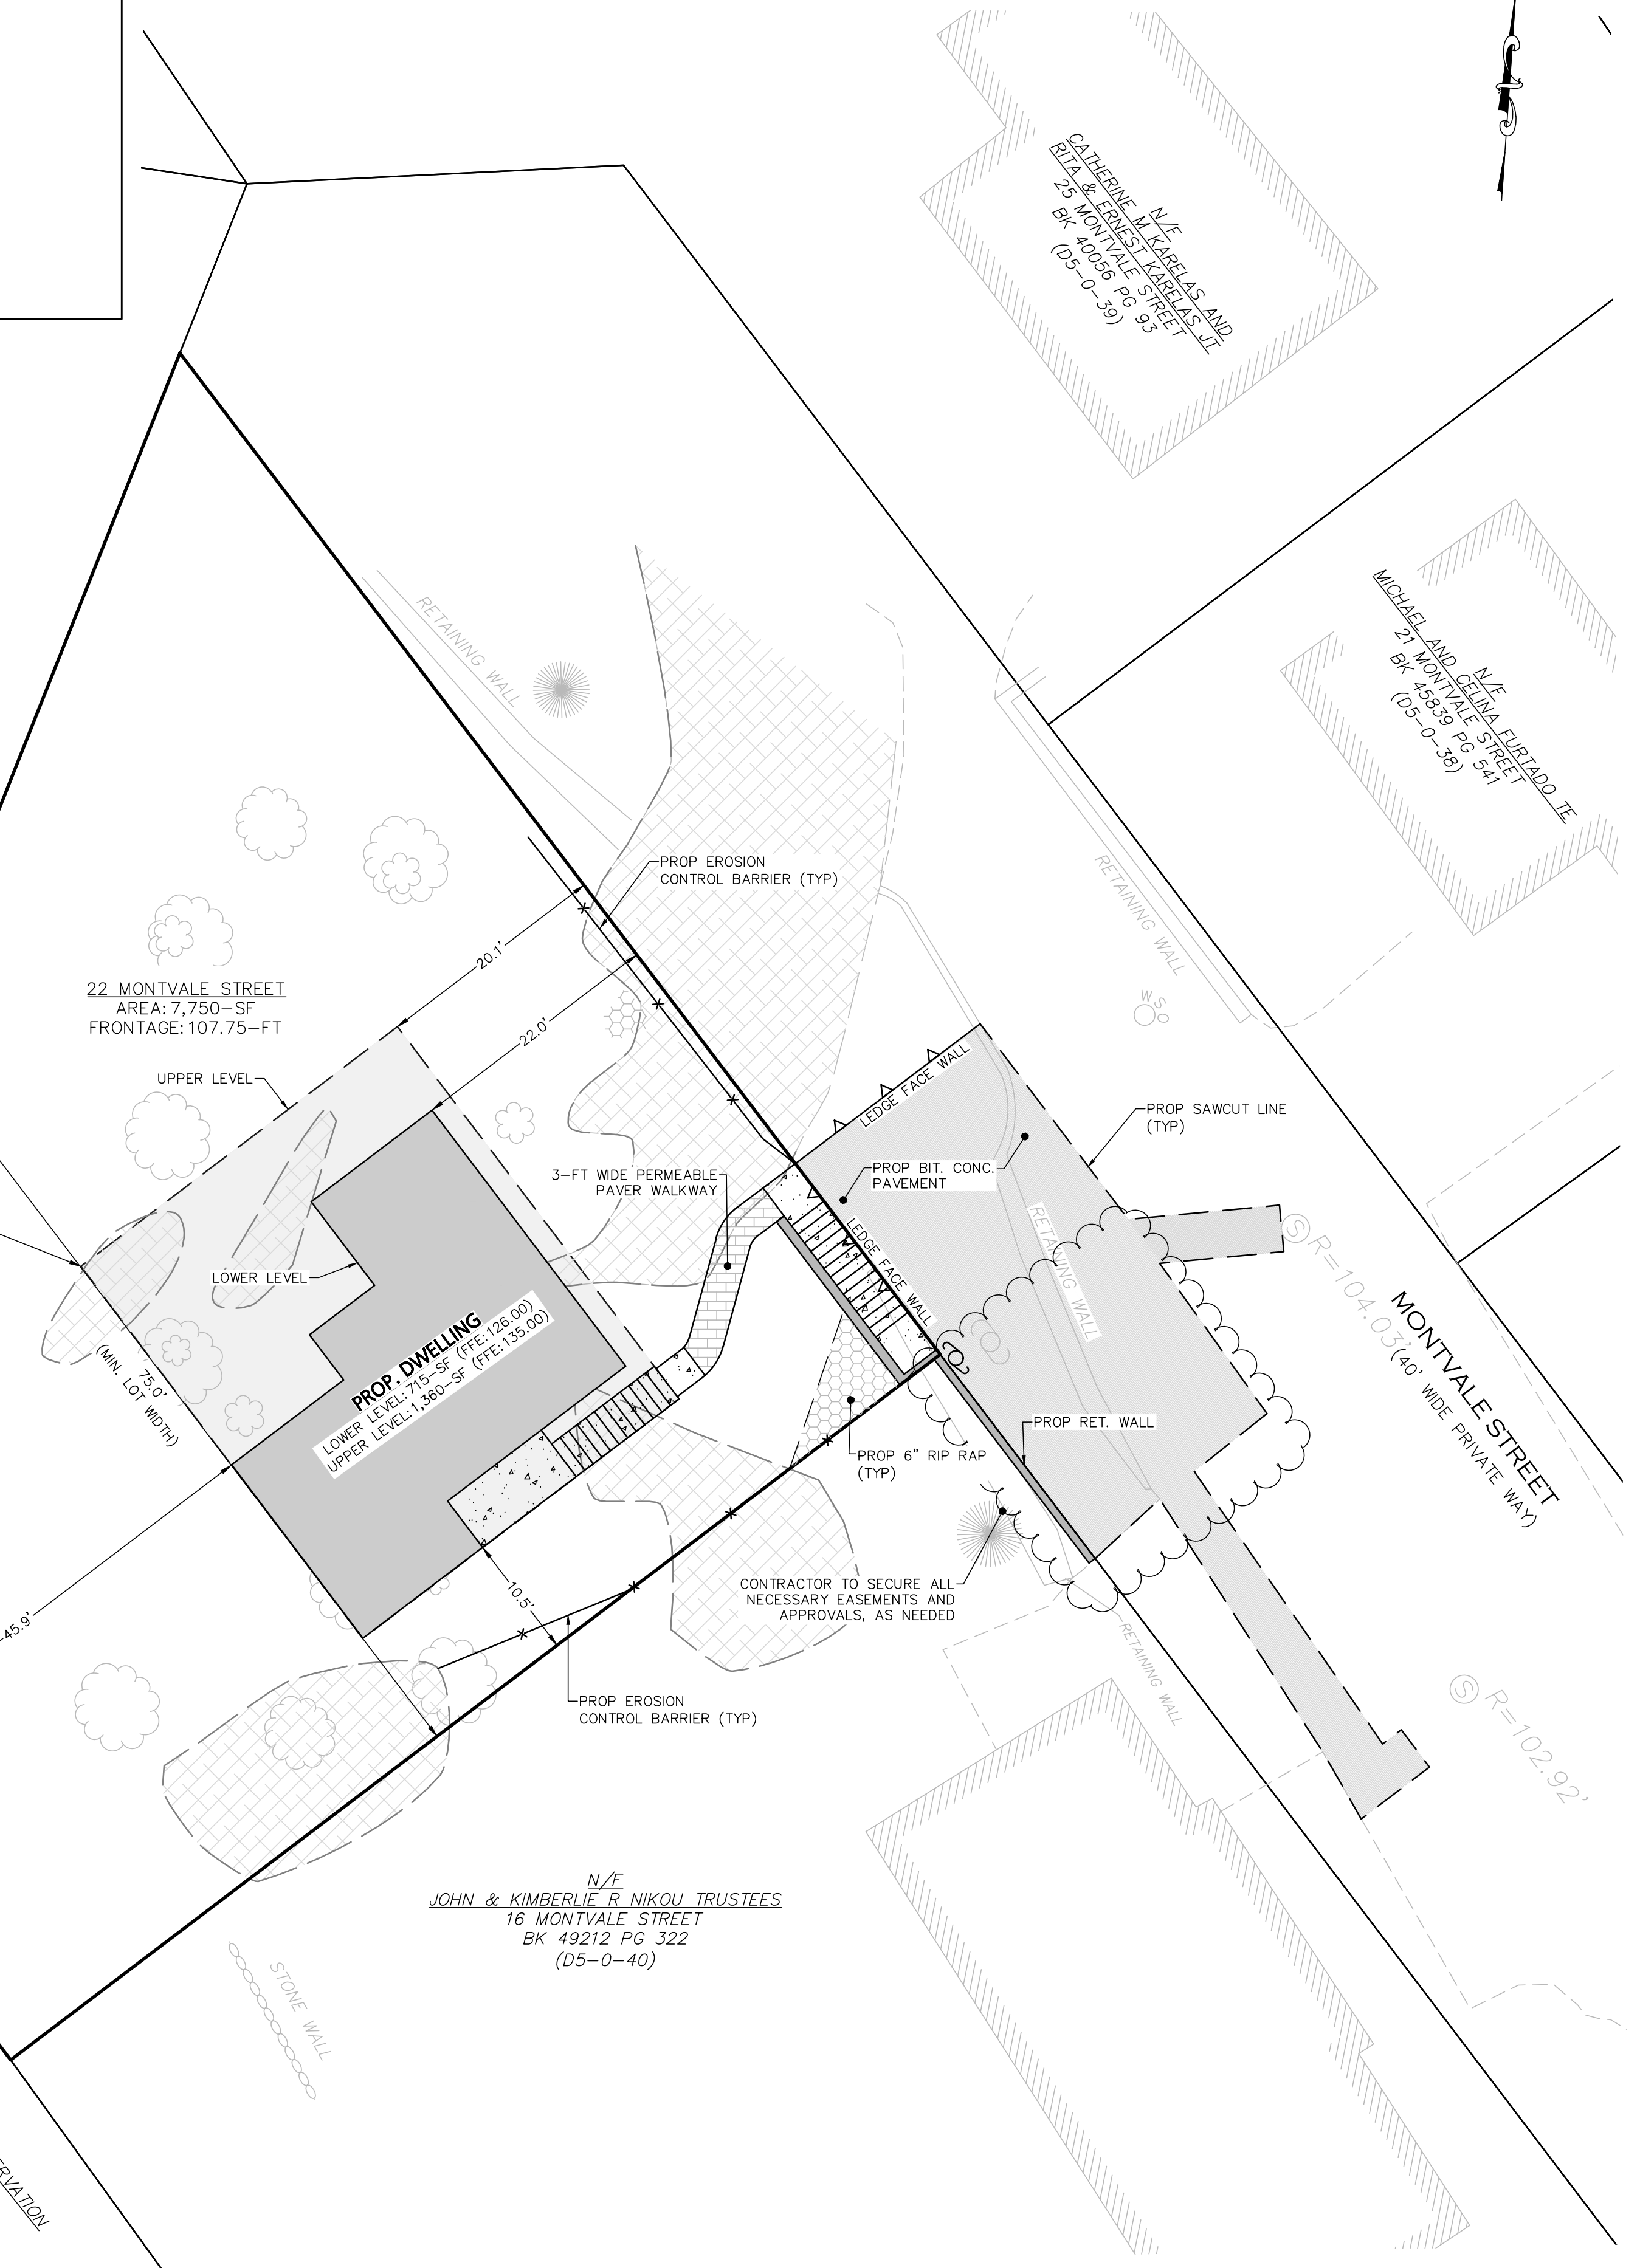 N/F
CATHERINE M KARELAS AND
RITA & ERNEST KARELAS JT
25 MONTVALE STREET
BK 40056 PG 93
(D5-0-39)
N/F
MICHAEL AND CELINA FURTADO TE
21 MONTVALE STREET
BK 45839 PG 541
(D5-0-38)
RETAINING WALL
PROP EROSION
CONTROL BARRIER (TYP)
RETAINING WALL
20.1'
22.0'
22 MONTVALE STREET
AREA: 7,750-SF
FRONTAGE: 107.75-FT
W
S
UPPER LEVEL
LEDGE FACE WALL
PROP SAWCUT LINE
(TYP)
3-FT WIDE PERMEABLE
PAVER WALKWAY
PROP BIT. CONC.
PAVEMENT
LEDGE FACE WALL
RETAINING WALL
LOWER LEVEL
S
R=104.03'
MONTVALE STREET
(40' WIDE PRIVATE WAY)
PROP. DWELLING
LOWER LEVEL: 715-SF (FFE:126.00)
UPPER LEVEL: 1,360-SF (FFE:135.00)
75.0'
(MIN. LOT WIDTH)
PROP RET. WALL
PROP 6" RIP RAP
(TYP)
CONTRACTOR TO SECURE ALL
NECESSARY EASEMENTS AND
APPROVALS, AS NEEDED
10.5'
45.9'
RETAINING WALL
PROP EROSION
CONTROL BARRIER (TYP)
S
R=102.92'
N/F
JOHN & KIMBERLIE R NIKOU TRUSTEES
16 MONTVALE STREET
BK 49212 PG 322
(D5-0-40)
STONE WALL
RVATION